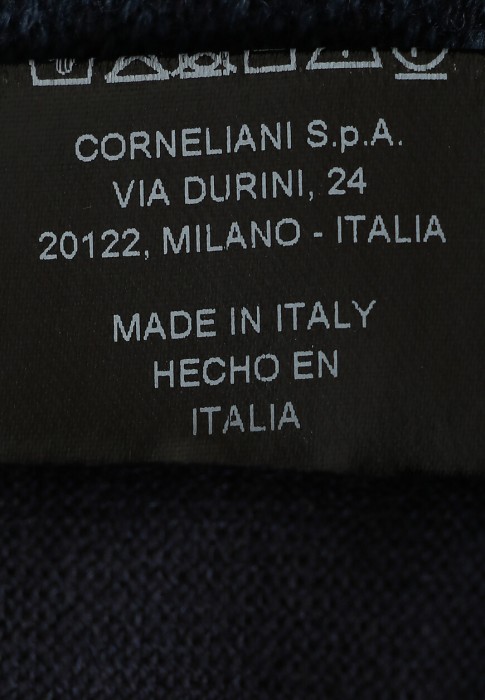 CORNELIANI S.p.A.
VIA DURINI, 24
20122, MILANO - ITALIA
MADE IN ITALY
HECHO EN
ITALIA